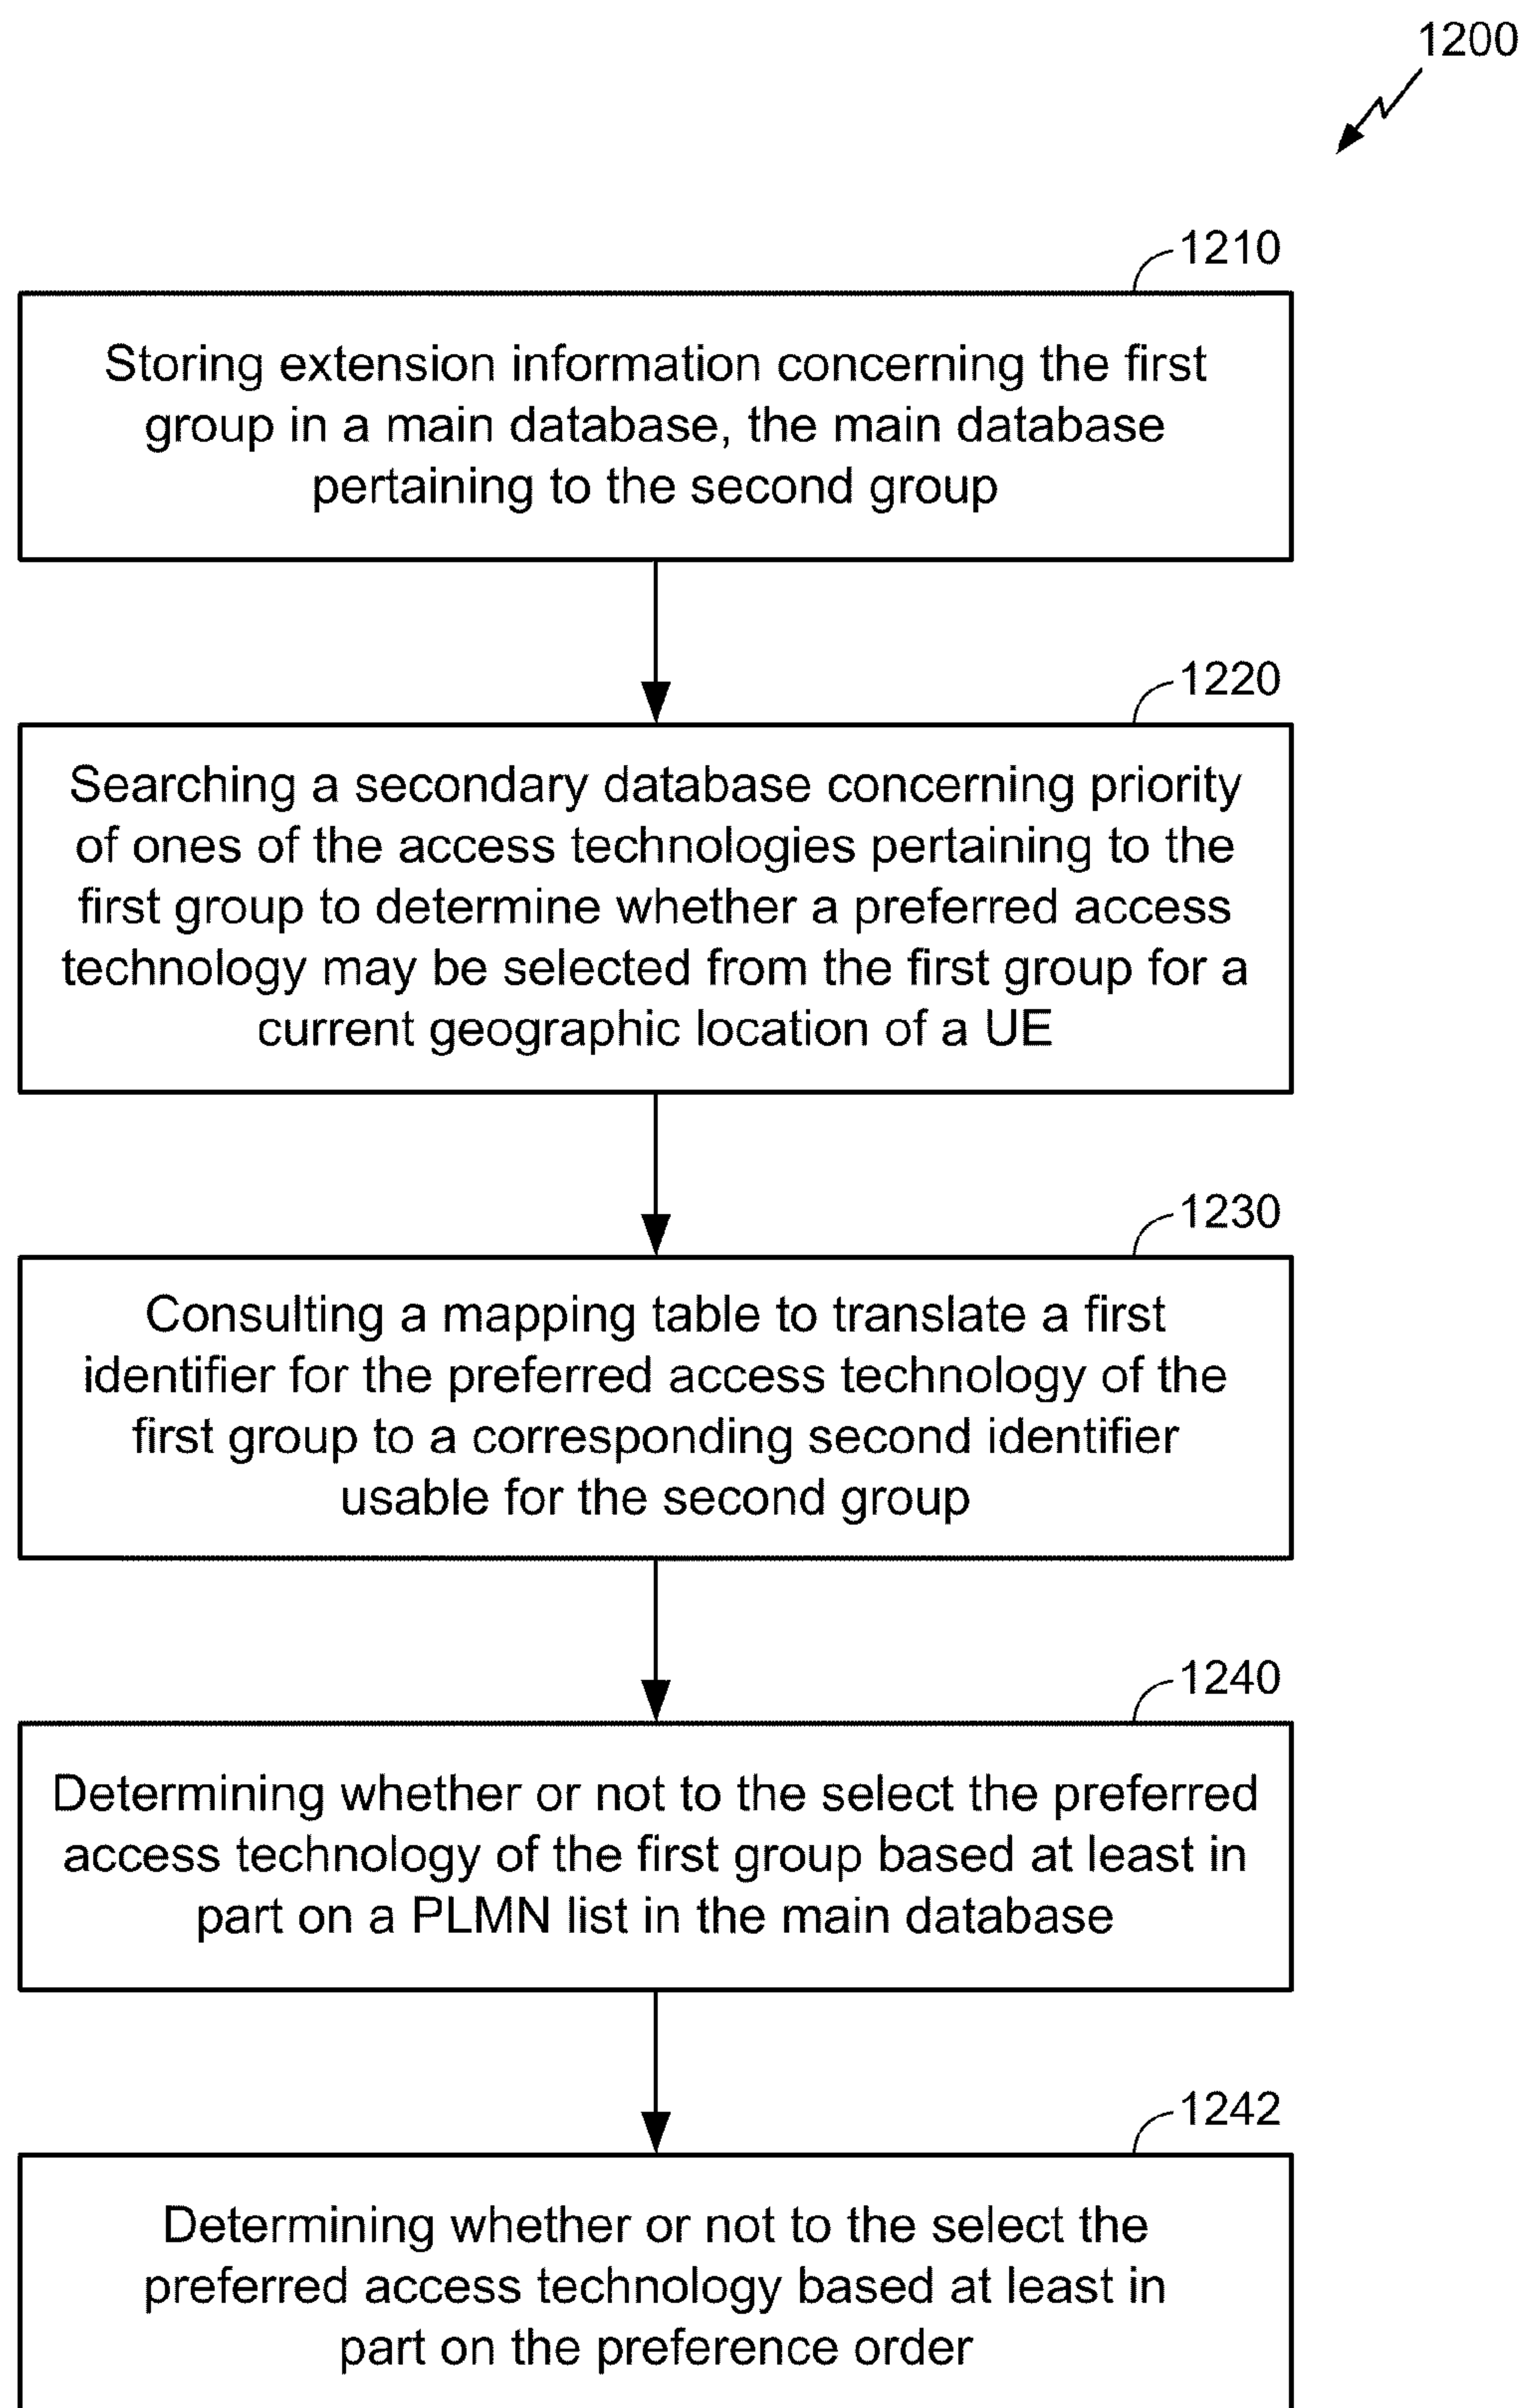 1200
1210
Storing extension information concerning the first
group in a main database, the main database
pertaining to the second group
1220
Searching a secondary database concerning priority
of ones of the access technologies pertaining to the
first group to determine whether a preferred access
technology may be selected from the first group for a
current geographic location of a UE
1230
Consulting a mapping table to translate a first
identifier for the preferred access technology of the
first group to a corresponding second identifier
usable for the second group
1240
Determining whether or not to the select the preferred
access technology of the first group based at least in
part on a PLMN list in the main database
1242
Determining whether or not to the select the
preferred access technology based at least in
part on the preference order